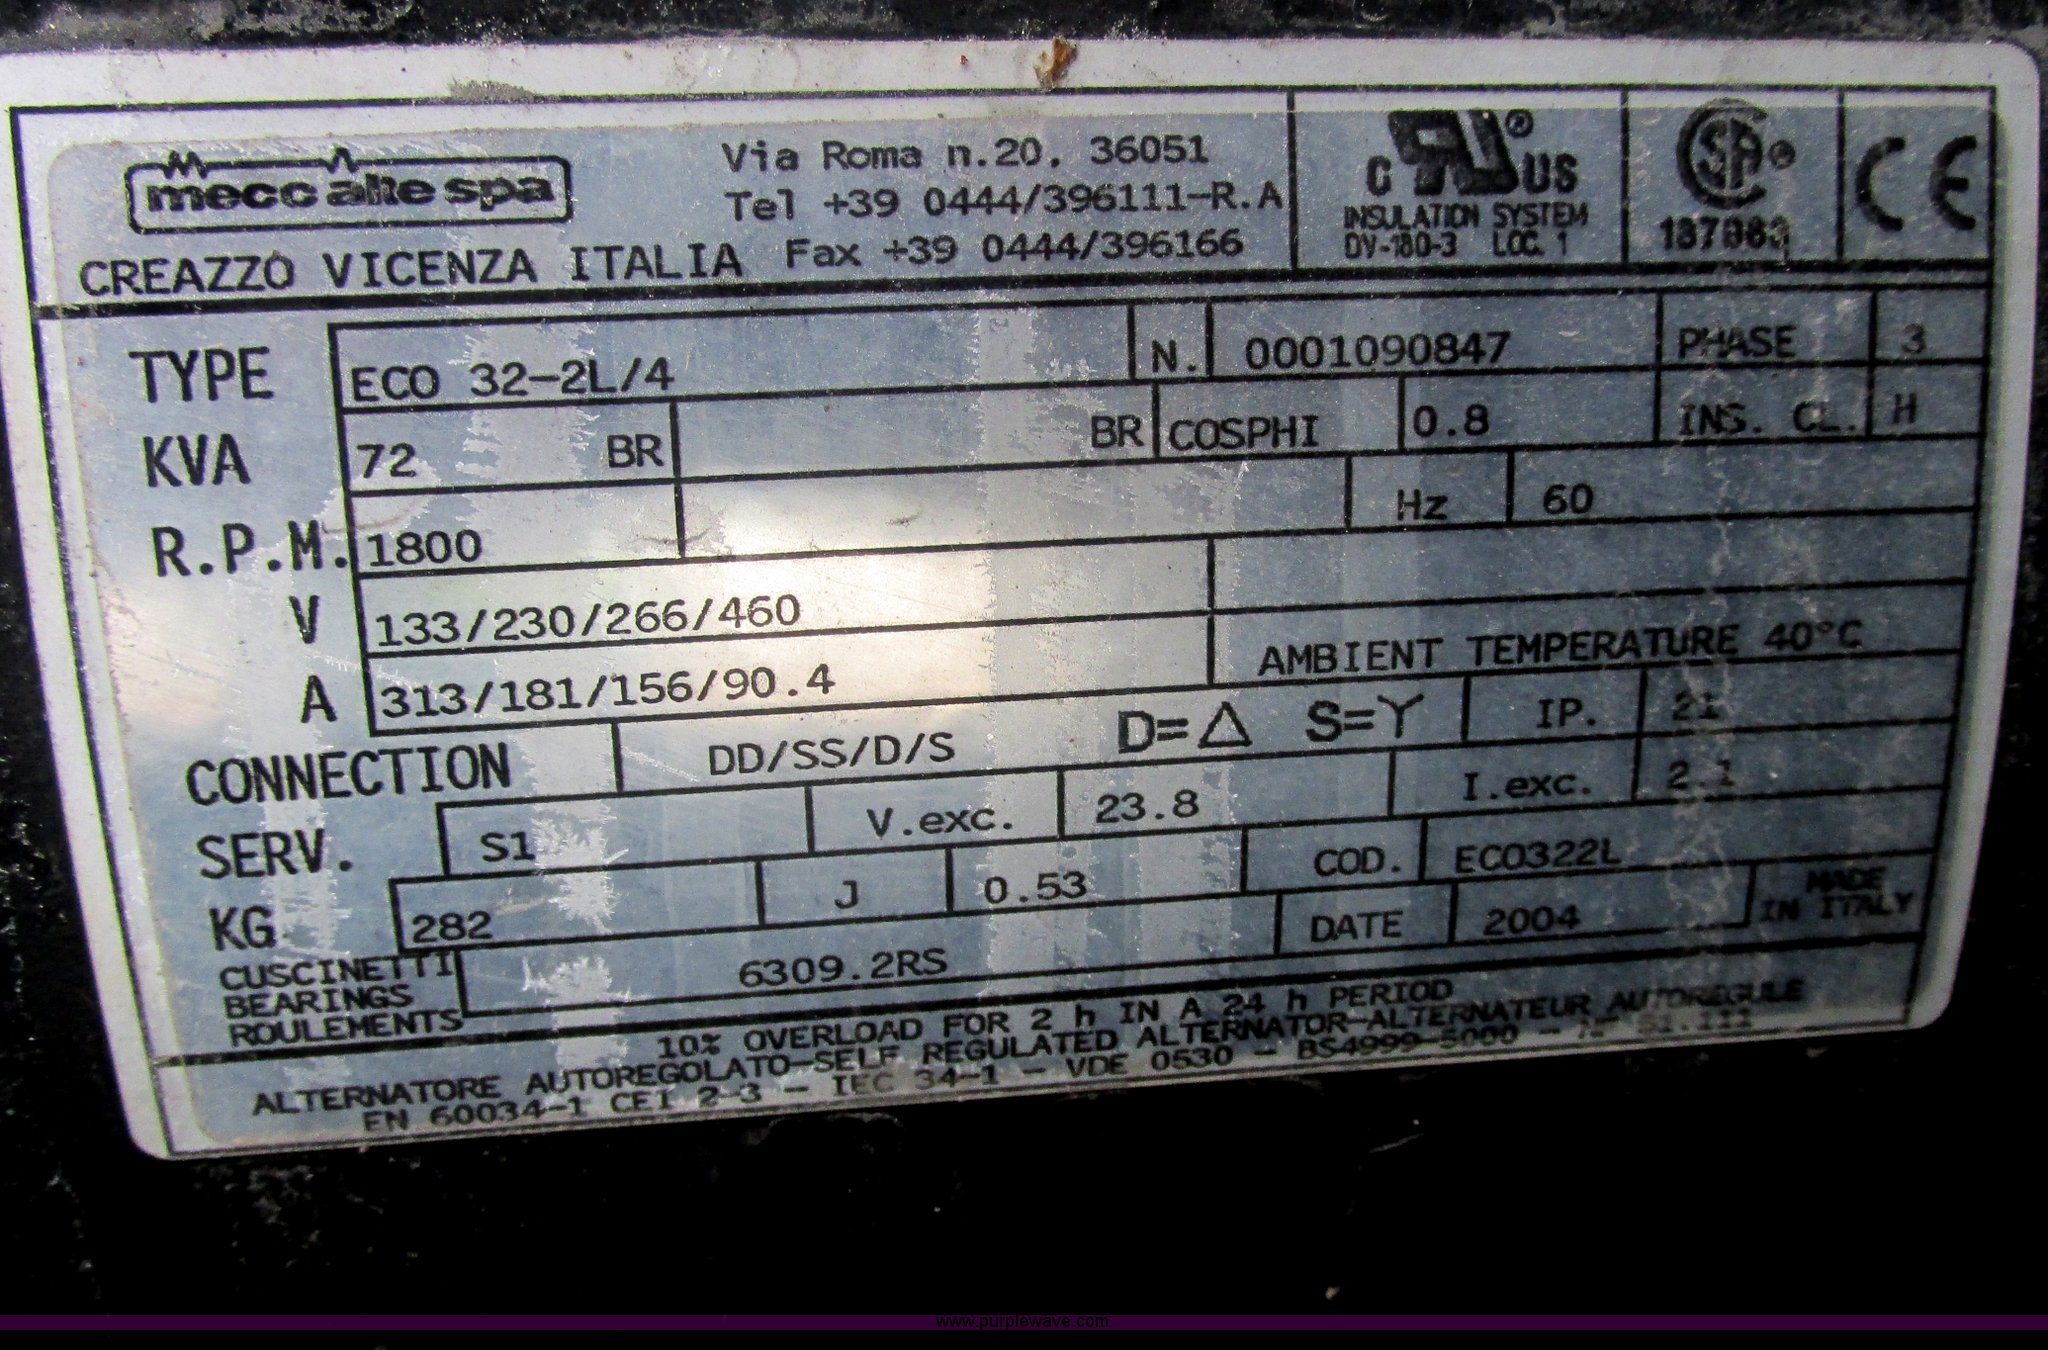 mecc alte spa
CREAZZO VICENZA ITALIA
Via Roma n.20. 36051
Tel +39 0444/396111-R.A
Fax +39 0444/396166
C RU ® US
INSULATION SYSTEM
DV-180-3 LOC. 1
CSA ®
CE
TYPE ECO 32-2L/4 N. 0001090847 PHASE 3
KVA 72 BR BR COSPHI 0.8 INS. CL. H
R.P.M. 1800 Hz 60
V 133/230/266/460
A 313/181/156/90.4 AMBIENT TEMPERATURE 40°C
CONNECTION DD/SS/D/S D=△ S=Y IP. 21
SERV. S1 V.exc. 23.8 I.exc. 2.1
KG 282 J 0.53 COD. ECO322L
CUSCINETTI
BEARINGS
ROULEMENTS
6309.2RS DATE 2004
MADE
IN ITALY
10% OVERLOAD FOR 2 h IN A 24 h PERIOD
ALTERNATORE AUTOREGOLATO-SELF REGULATED ALTERNATOR-ALTERNATEUR AUTOREGULE
EN 60034-1 CEI 2-3 - IEC 34-1 - VDE 0530 - BS4999-5000 - NF 51.111
www.purplewave.com